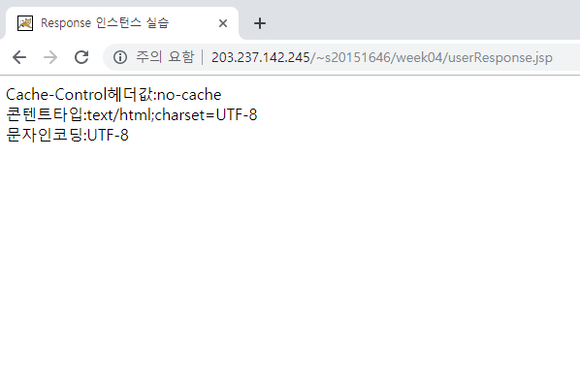 Response 인스턴스 실습
주의 요함 203.237.142.245/~s20151646/week04/userResponse.jsp
Cache-Control헤더값:no-cache
콘텐트타입:text/html;charset=UTF-8
문자인코딩:UTF-8